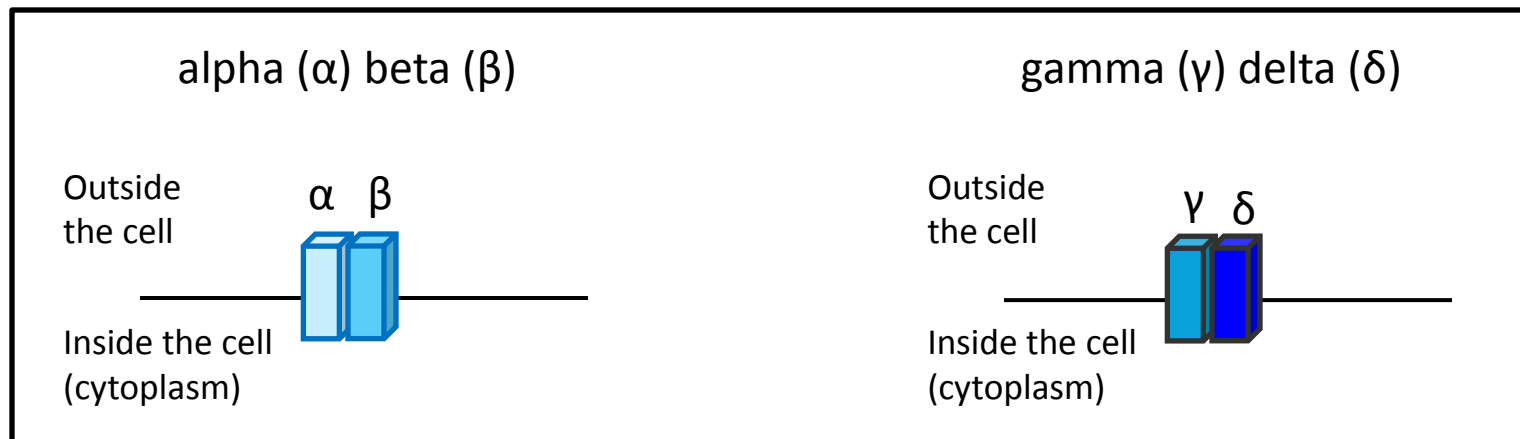 alpha (α) beta (β)
Outside
the cell
α β
Inside the cell
(cytoplasm)
gamma (γ) delta (δ)
Outside
the cell
γ δ
Inside the cell
(cytoplasm)